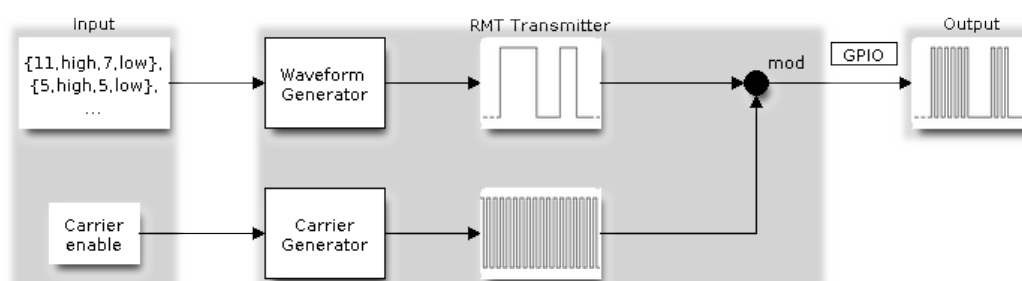 Input
RMT Transmitter
Output
{11,high,7,low},
{5,high,5,low},
...
Waveform
Generator
mod
GPIO
Carrier
enable
Carrier
Generator